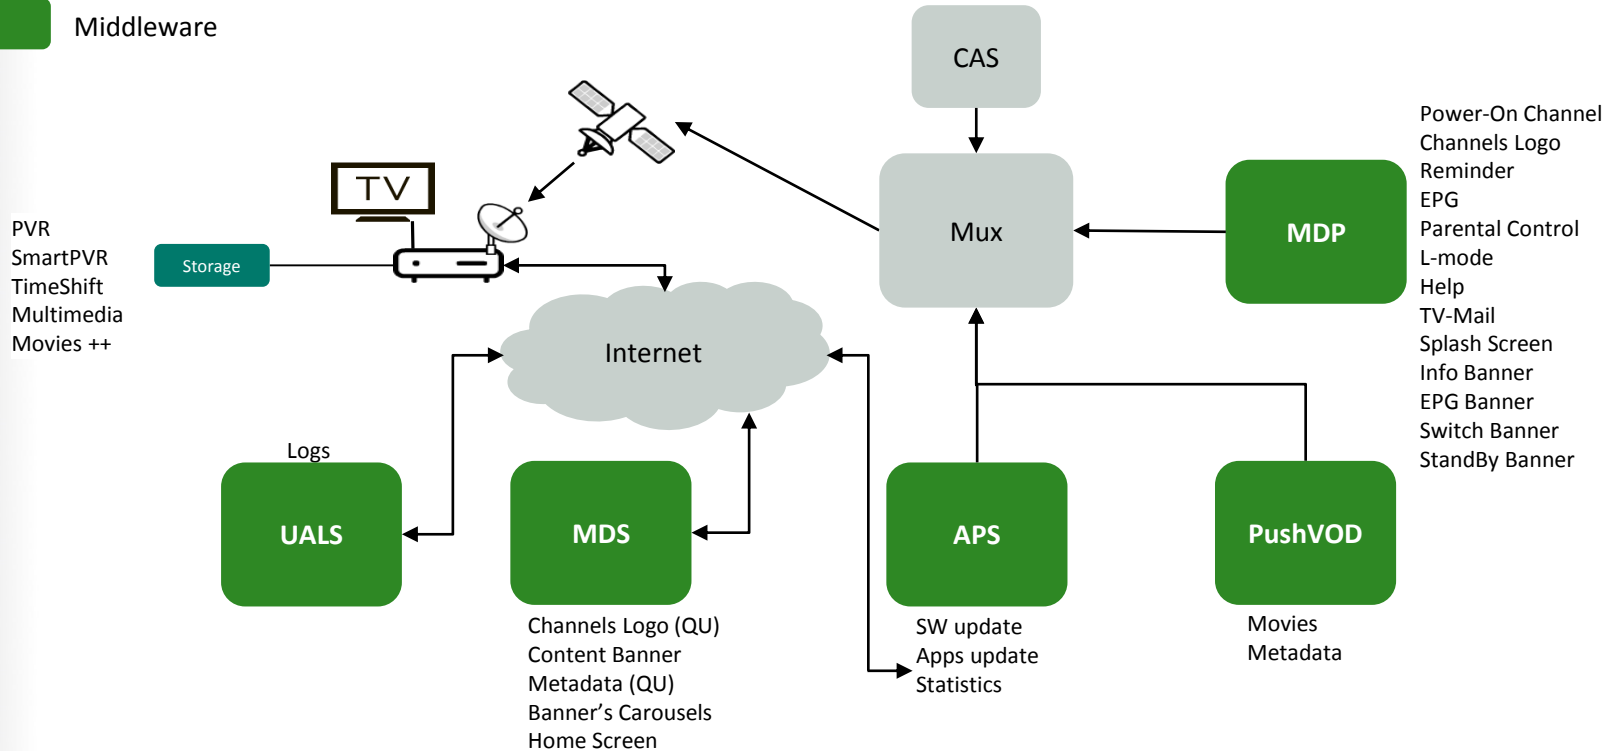 Middleware
CAS
Power-On Channel
Channels Logo
Reminder
EPG
Parental Control
L-mode
Help
TV-Mail
Splash Screen
Info Banner
EPG Banner
Switch Banner
StandBy Banner
TV
Mux
MDP
PVR
SmartPVR
TimeShift
Multimedia
Movies ++
Storage
Internet
Logs
UALS
MDS
APS
PushVOD
Channels Logo (QU)
Content Banner
Metadata (QU)
Banner’s Carousels
Home Screen
SW update
Apps update
Statistics
Movies
Metadata